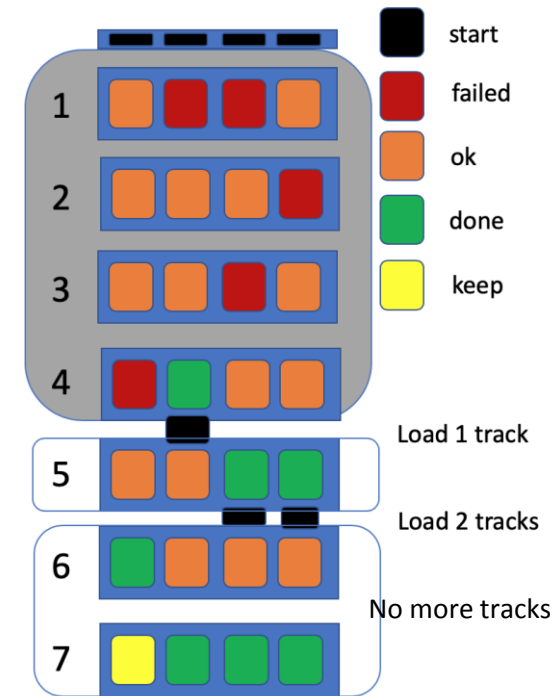 start
1
failed
ok
2
done
3
keep
4
Load 1 track
5
Load 2 tracks
6
No more tracks
7